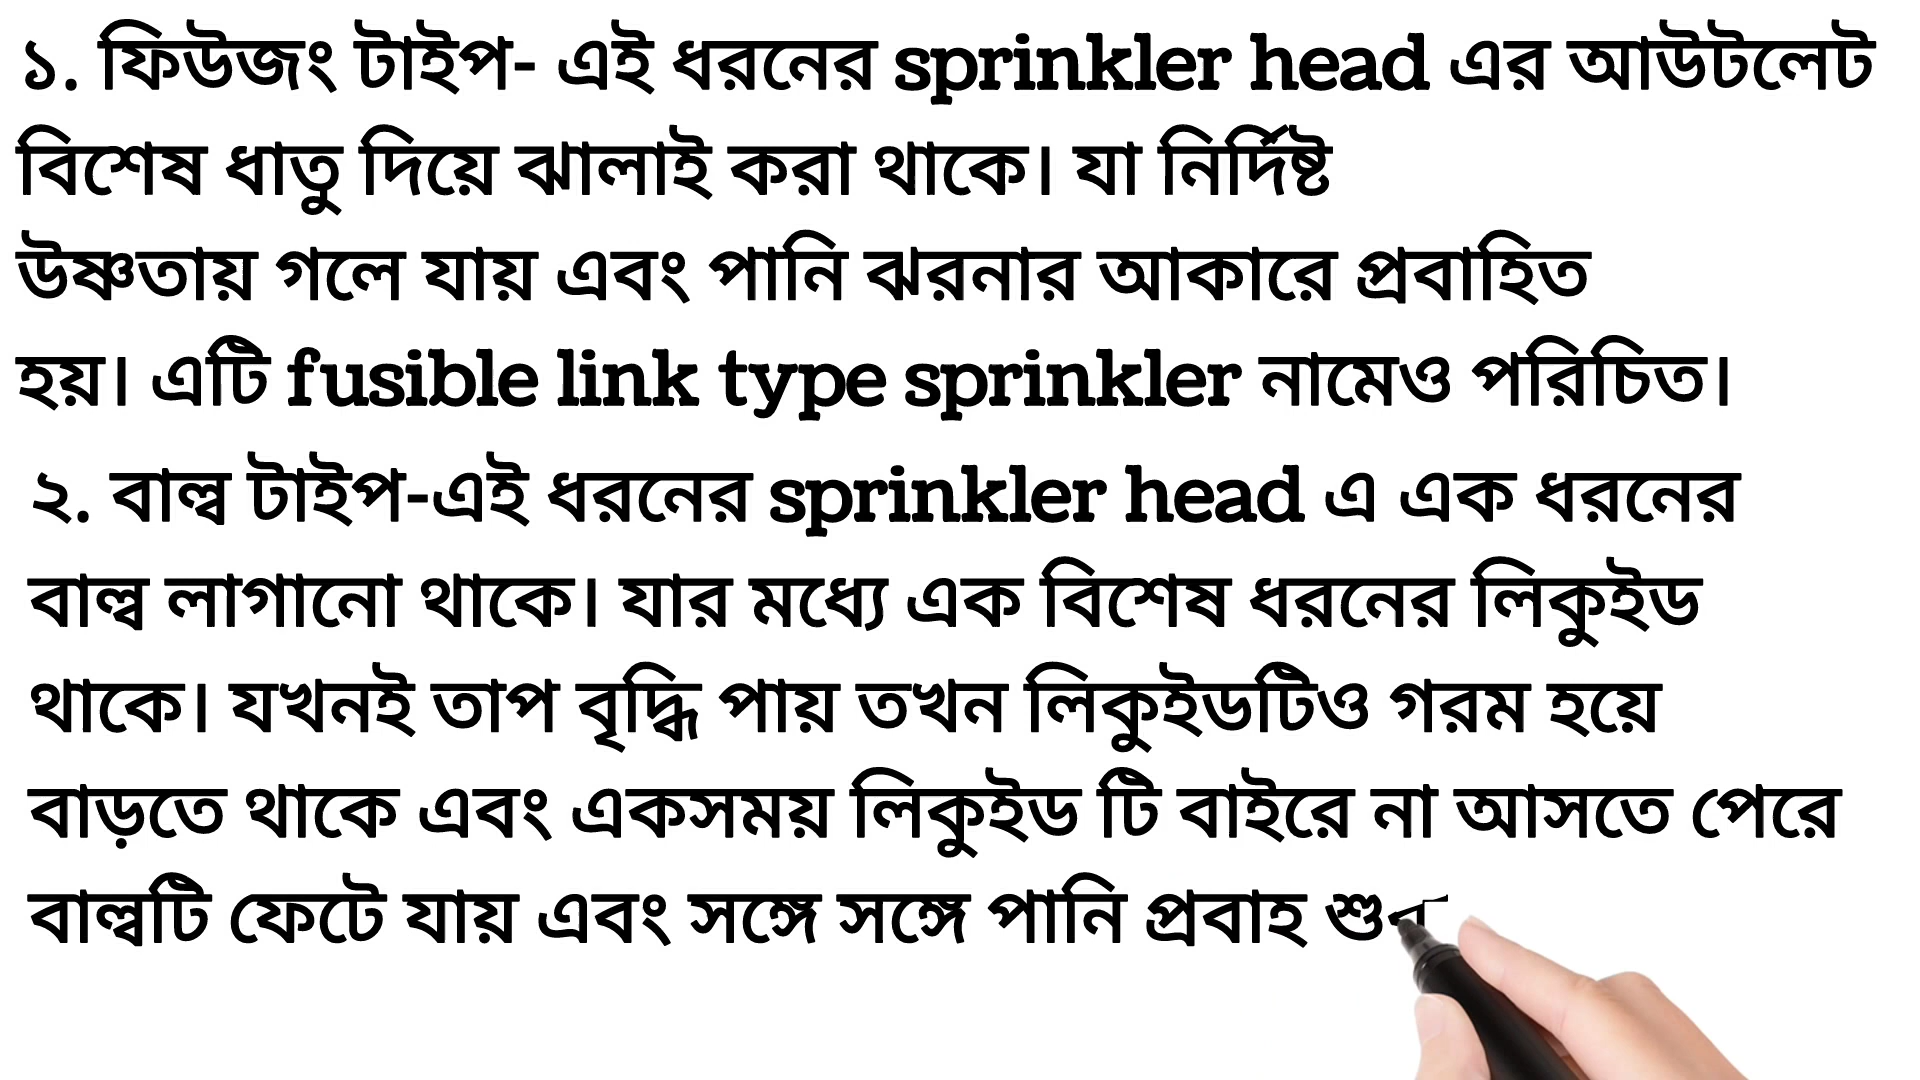 ১. ফিউজং টাইপ- এই ধরনের sprinkler head এর আউটলেট
বিশেষ ধাতু দিয়ে ঝালাই করা থাকে। যা নির্দিষ্ট
উষ্ণতায় গলে যায় এবং পানি ঝরনার আকারে প্রবাহিত
হয়। এটি fusible link type sprinkler নামেও পরিচিত।
২. বাল্ব টাইপ-এই ধরনের sprinkler head এ এক ধরনের
বাল্ব লাগানো থাকে। যার মধ্যে এক বিশেষ ধরনের লিকুইড
থাকে। যখনই তাপ বৃদ্ধি পায় তখন লিকুইডটিও গরম হয়ে
বাড়তে থাকে এবং একসময় লিকুইড টি বাইরে না আসতে পেরে
বাল্বটি ফেটে যায় এবং সঙ্গে সঙ্গে পানি প্রবাহ